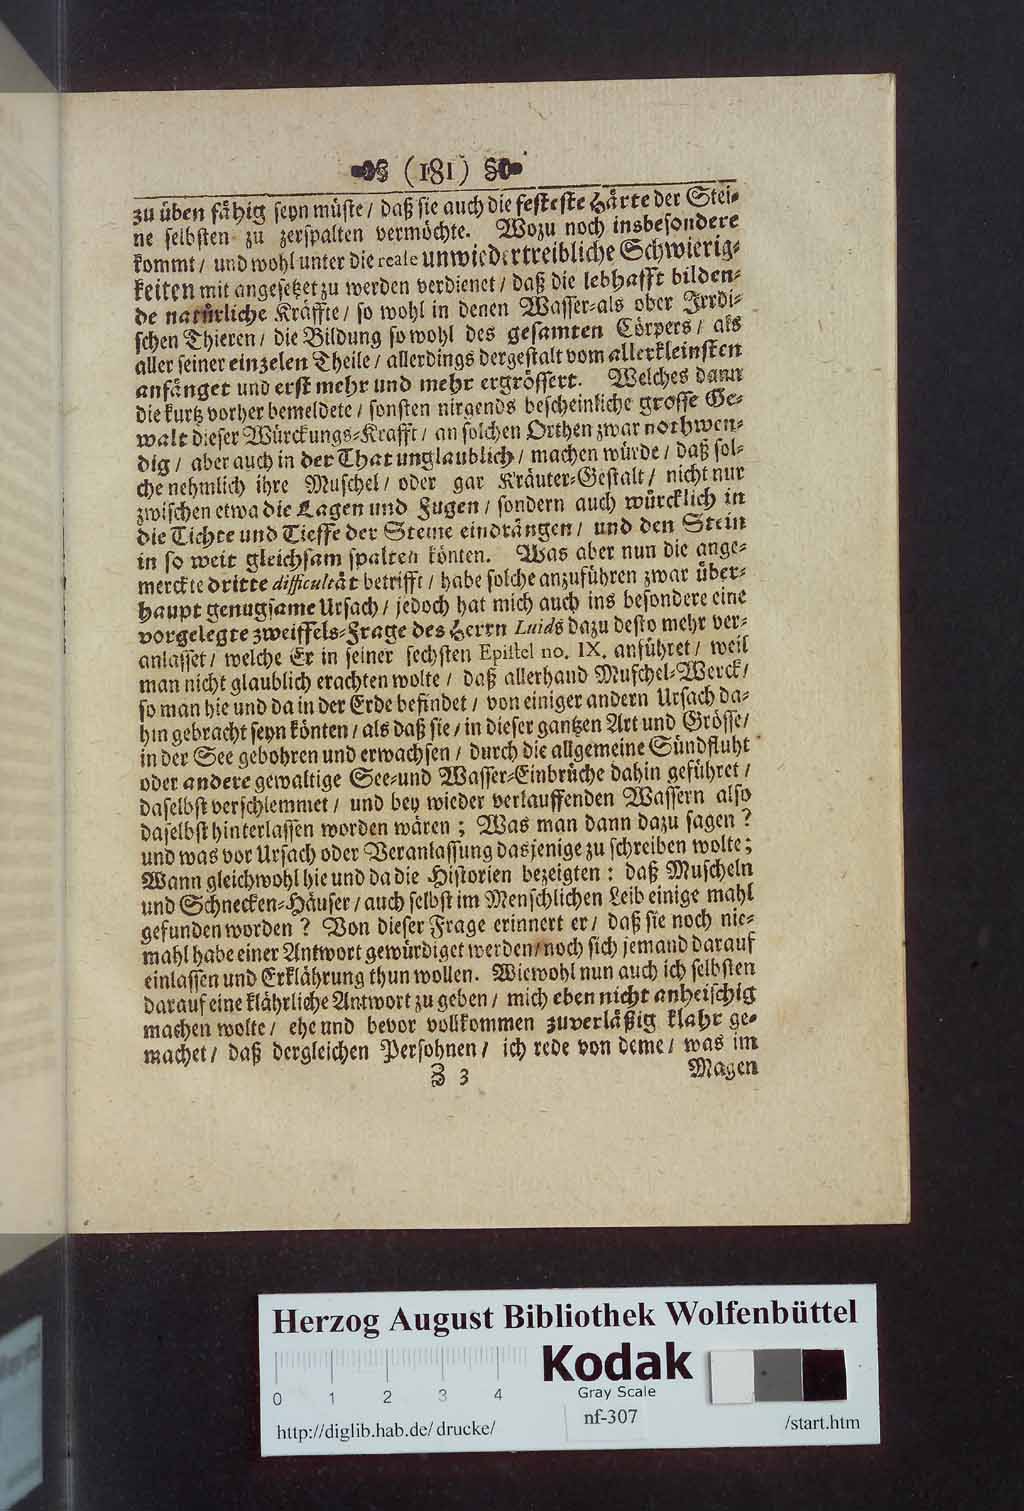 (181)
zu üben fähig seyn müste / daß sie auch die festeste Härte der Stei-
ne selbsten zu zerspalten vermöchte. Wozu noch insbesondere
kommt / und wohl unter die reale unwiedertreibliche Schwierig-
keiten mit angesetzet zu werden verdienet / daß die lebhafft bilden-
de natürliche Kräffte / so wohl in denen Wasser-als ober Irrdi-
schen Thieren / die Bildung so wohl des gesamten Cörpers / als
aller seiner einzelen Theile / allerdings dergestalt vom allerkleinsten
anfänget und erst mehr und mehr ergrössert. Welches dann
die kurtz vorher bemeldete / sonsten nirgends bescheinliche grosse Ge-
walt dieser Würckungs-Krafft / an solchen Orthen zwar nothwen-
dig / aber auch in der That unglaublich / machen würde / daß sol-
che nehmlich ihre Muschel / oder gar Kräuter-Gestalt / nicht nur
zwischen etwa die Lagen und Fugen / sondern auch würcklich in
die Tichte und Tieffe der Steine eindrängen / und den Stein
in so weit gleichsam spalten könten. Was aber nun die ange-
merckte dritte difficultät betrifft / habe solche anzuführen zwar über-
haupt genugsame Ursach / jedoch hat mich auch ins besondere eine
vorgelegte zweiffels-Frage des Herrn Luids dazu desto mehr ver-
anlasset / welche Er in seiner sechsten Epistel no. IX. anführet / weil
man nicht glaublich erachten wolte / daß allerhand Muschel-Werck /
so man hie und da in der Erde befindet / von einiger andern Ursach da-
hin gebracht seyn könten / als daß sie / in dieser gantzen Art und Grösse /
in der See gebohren und erwachsen / durch die allgemeine Sündfluht
oder andere gewaltige See-und Wasser-Einbrüche dahin geführet /
daselbst verschlemmet / und bey wieder verlauffenden Wassern also
daselbst hinterlassen worden wären ; Was man dann dazu sagen ?
und was vor Ursach oder Veranlassung dasjenige zu schreiben wolte ;
Wann gleichwohl hie und da die Historien bezeigten : daß Muscheln
und Schnecken-Häuser / auch selbst im Menschlichen Leib einige mahl
gefunden worden ? Von dieser Frage erinnert er / daß sie noch nie-
mahl habe einer Antwort gewürdiget werden / noch sich jemand darauf
einlassen und Erklährung thun wollen. Wiewohl nun auch ich selbsten
darauf eine klährliche Antwort zu geben / mich eben nicht anheischig
machen wolte / ehe und bevor vollkommen zuverläßig klahr ge-
machet / daß dergleichen Persohnen / ich rede von deme / was im
Z 3 Magen
Herzog August Bibliothek Wolfenbüttel
0 1 2 3 4
Kodak
Gray Scale
http://diglib.hab.de/drucke/ nf-307 /start.htm